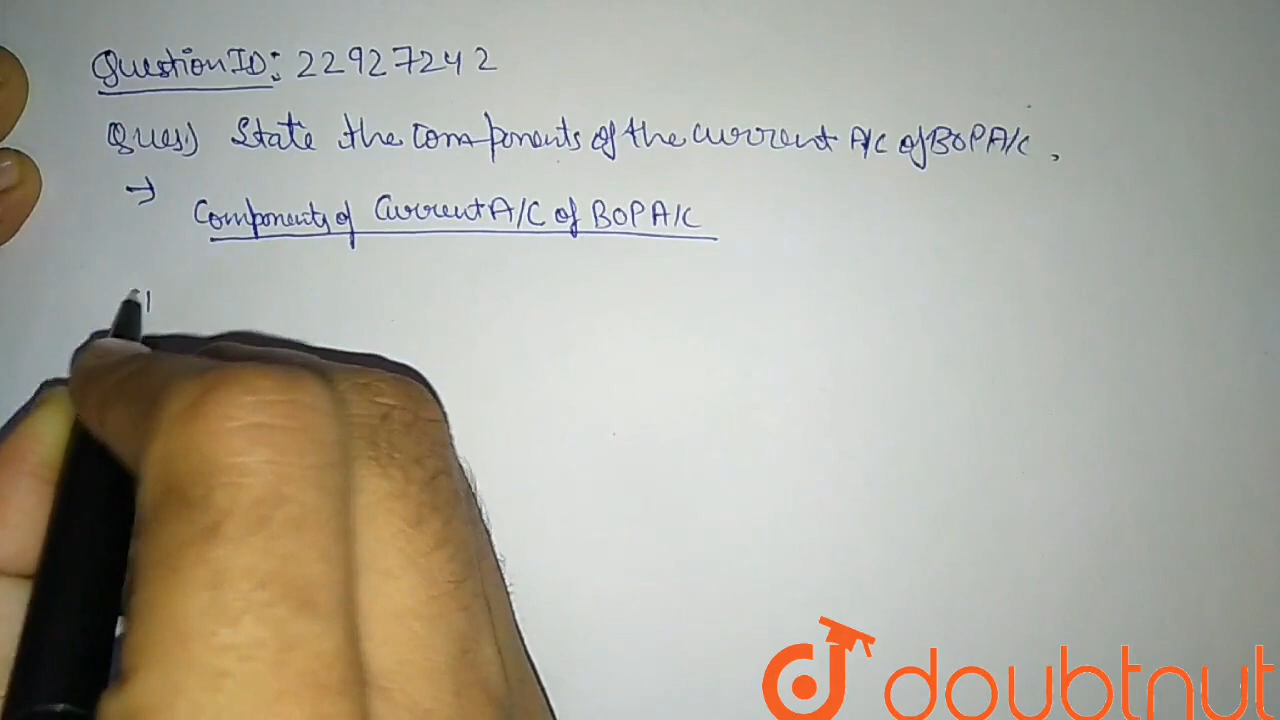 Question ID: 22927242
Ques) State the components of the current A/C of BOP A/C.
→ Components of Current A/C of BOP A/C
doubtnut